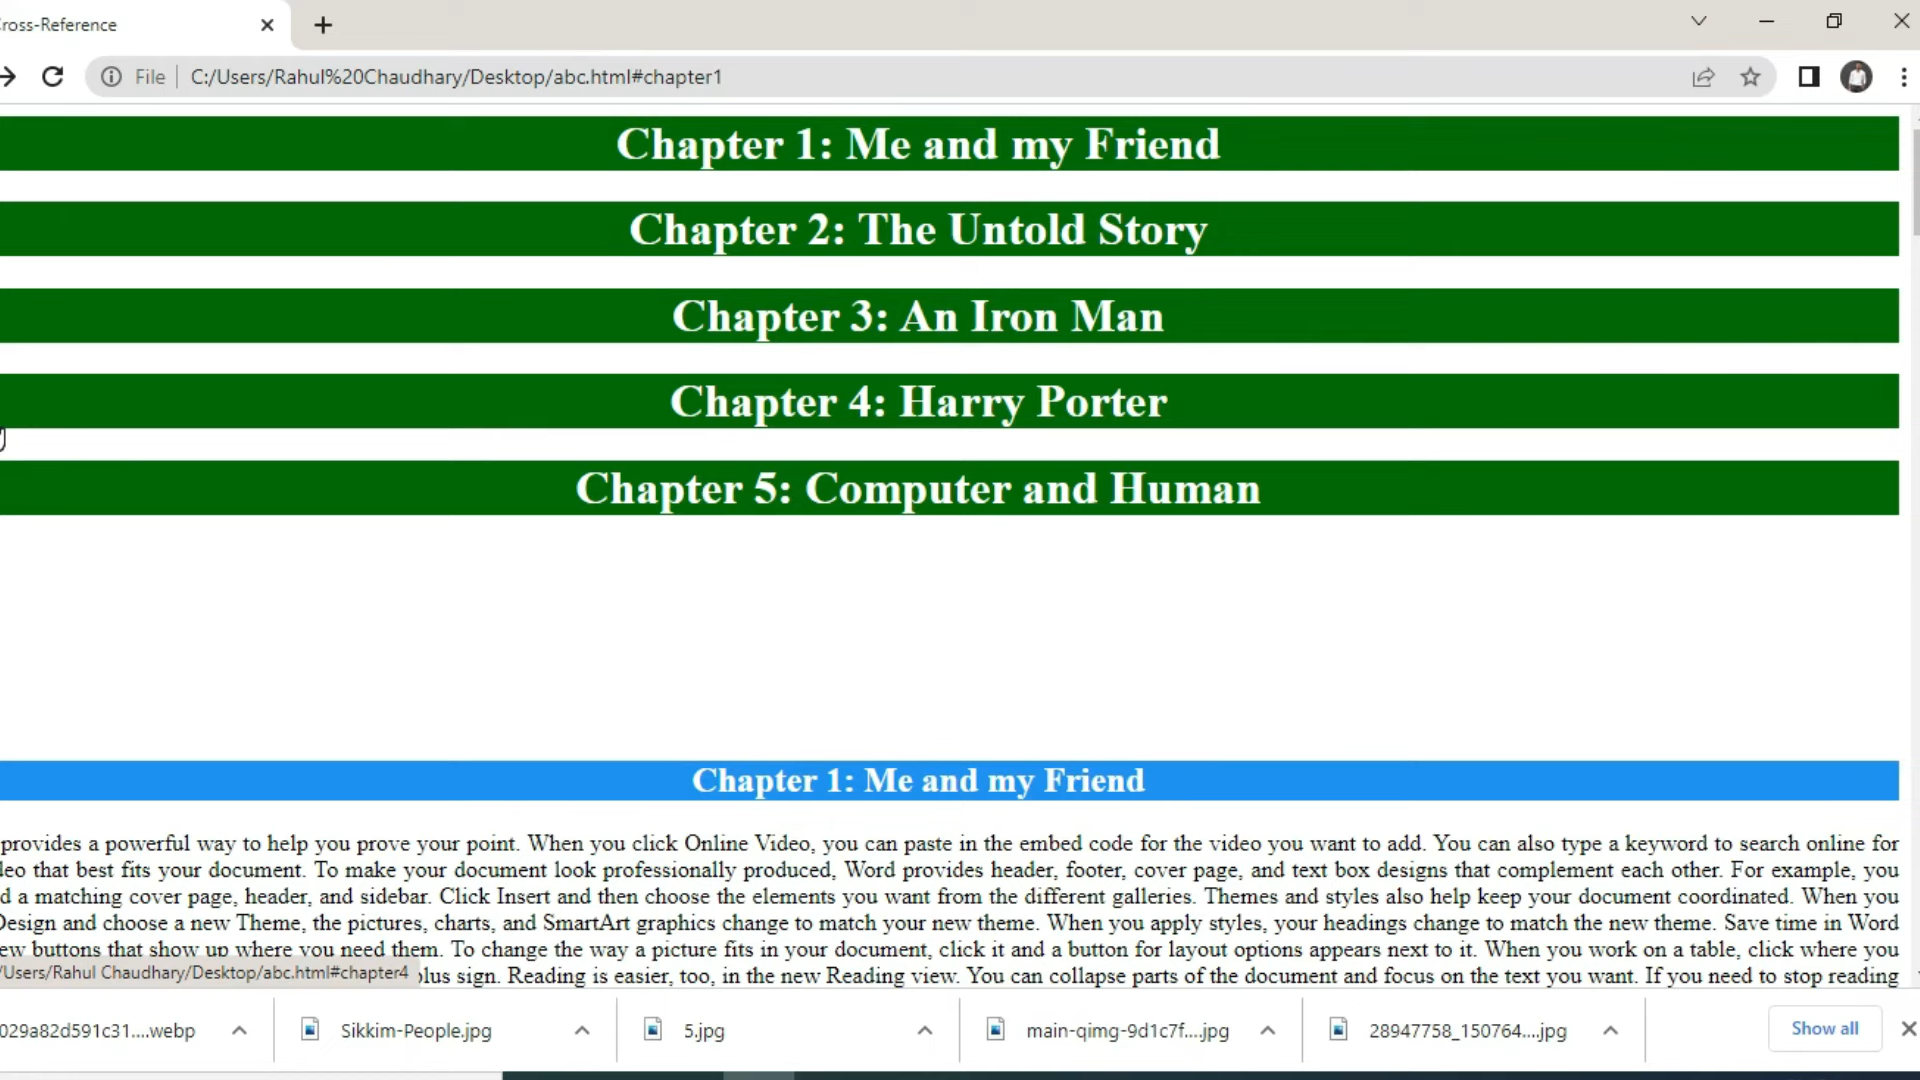 ross-Reference
File
C:/Users/Rahul%20Chaudhary/Desktop/abc.html#chapter1
Chapter 1: Me and my Friend
Chapter 2: The Untold Story
Chapter 3: An Iron Man
Chapter 4: Harry Porter
Chapter 5: Computer and Human
Chapter 1: Me and my Friend
provides a powerful way to help you prove your point. When you click Online Video, you can paste in the embed code for the video you want to add. You can also type a keyword to search online for
deo that best fits your document. To make your document look professionally produced, Word provides header, footer, cover page, and text box designs that complement each other. For example, you
d a matching cover page, header, and sidebar. Click Insert and then choose the elements you want from the different galleries. Themes and styles also help keep your document coordinated. When you
Design and choose a new Theme, the pictures, charts, and SmartArt graphics change to match your new theme. When you apply styles, your headings change to match the new theme. Save time in Word
ew buttons that show up where you need them. To change the way a picture fits in your document, click it and a button for layout options appears next to it. When you work on a table, click where you
/Users/Rahul Chaudhary/Desktop/abc.html#chapter4
plus sign. Reading is easier, too, in the new Reading view. You can collapse parts of the document and focus on the text you want. If you need to stop reading
029a82d591c31....webp
Sikkim-People.jpg
5.jpg
main-qimg-9d1c7f....jpg
28947758_150764....jpg
Show all